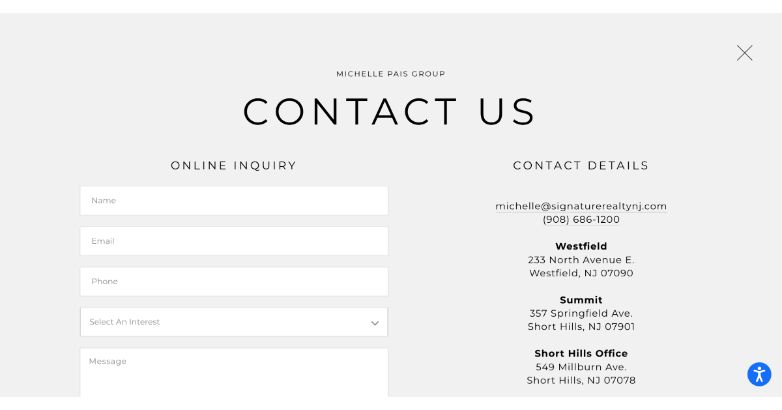 MICHELLE PAIS GROUP
CONTACT US
ONLINE INQUIRY
Name
Email
Phone
Select An Interest
Message
CONTACT DETAILS
michelle@signaturerealtynj.com
(908) 686-1200
Westfield
233 North Avenue E.
Westfield, NJ 07090
Summit
357 Springfield Ave.
Short Hills, NJ 07901
Short Hills Office
549 Millburn Ave.
Short Hills, NJ 07078